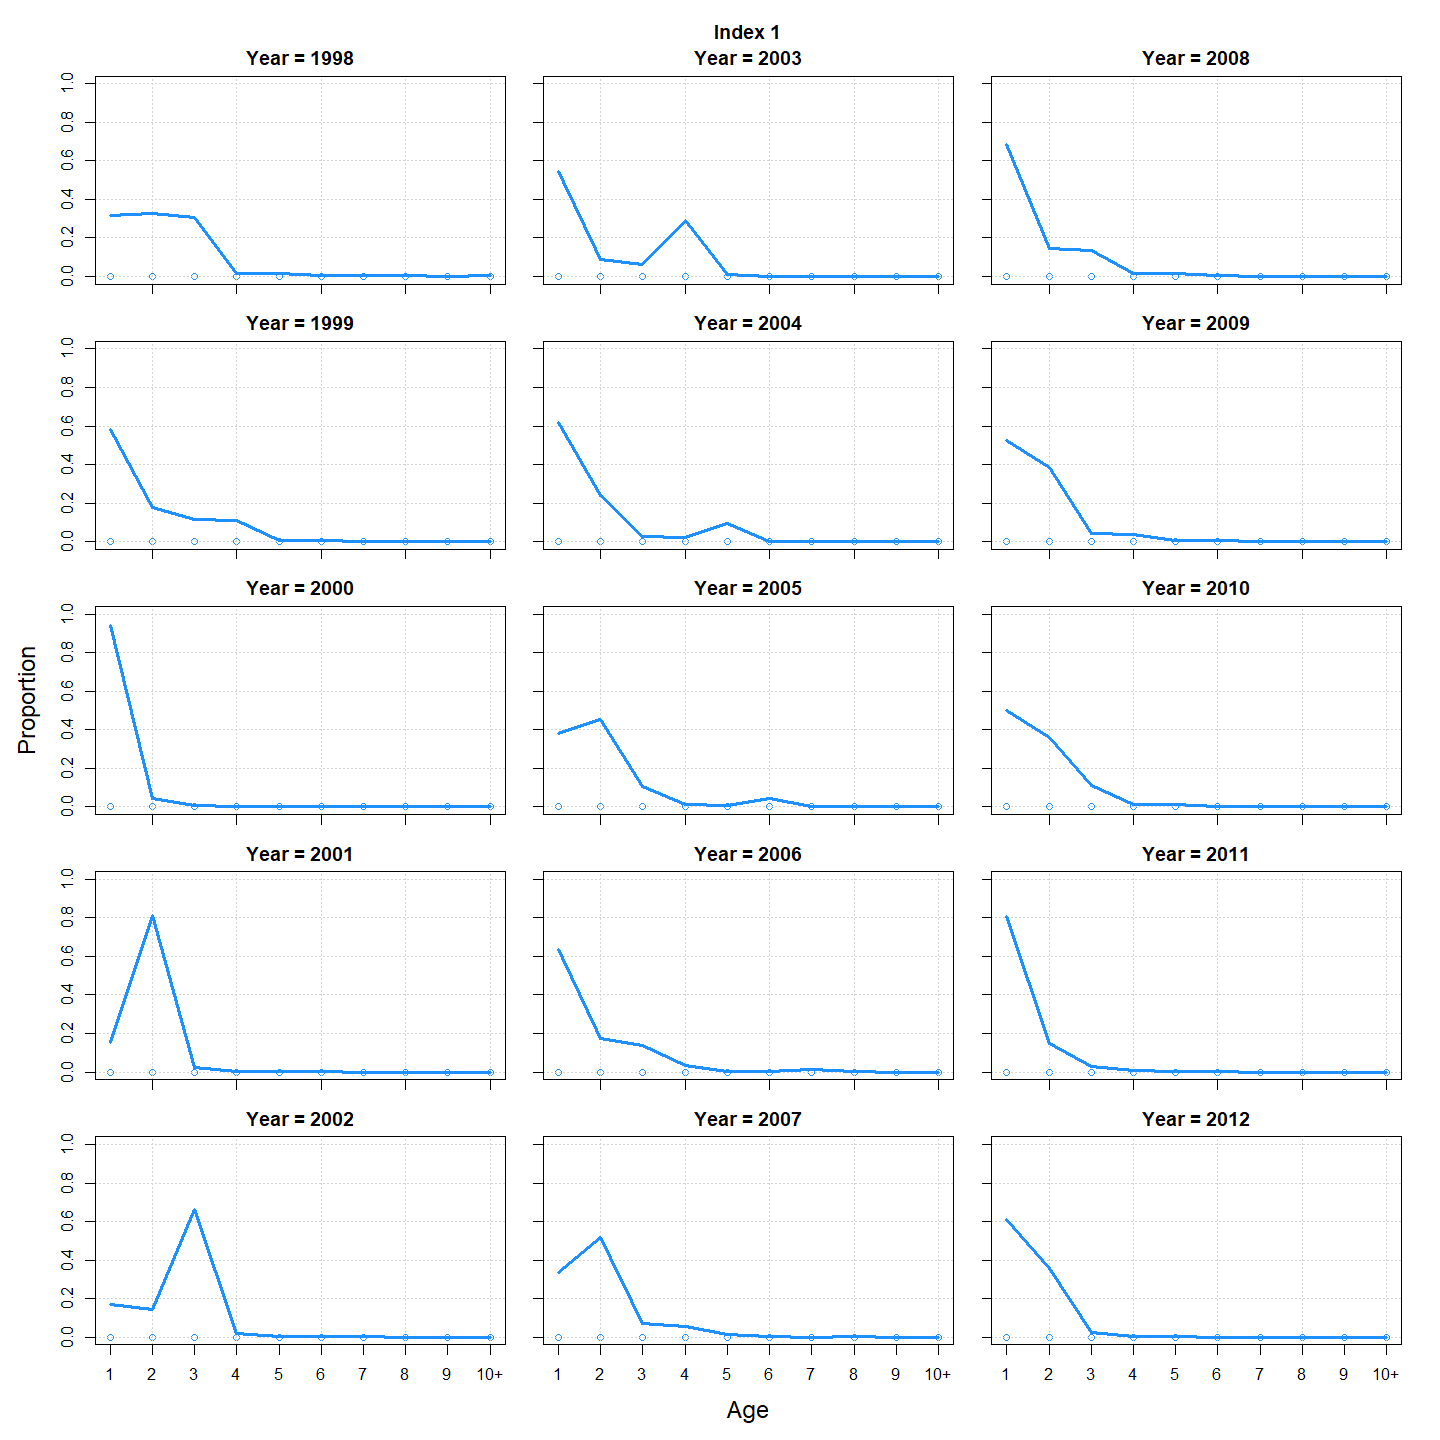 Index 1
Year = 1998
Year = 2003
Year = 2008
0.0 0.2 0.4 0.6 0.8 1.0
Year = 1999
Year = 2004
Year = 2009
0.0 0.2 0.4 0.6 0.8 1.0
Year = 2000
Year = 2005
Year = 2010
0.0 0.2 0.4 0.6 0.8 1.0
Proportion
Year = 2001
Year = 2006
Year = 2011
0.0 0.2 0.4 0.6 0.8 1.0
Year = 2002
Year = 2007
Year = 2012
0.0 0.2 0.4 0.6 0.8 1.0
1 2 3 4 5 6 7 8 9 10+
1 2 3 4 5 6 7 8 9 10+
1 2 3 4 5 6 7 8 9 10+
Age